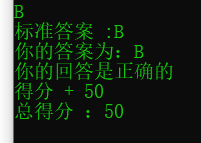 B
标准答案 :B
你的答案为: B
你的回答是正确的
得分 + 50
总得分 : 50